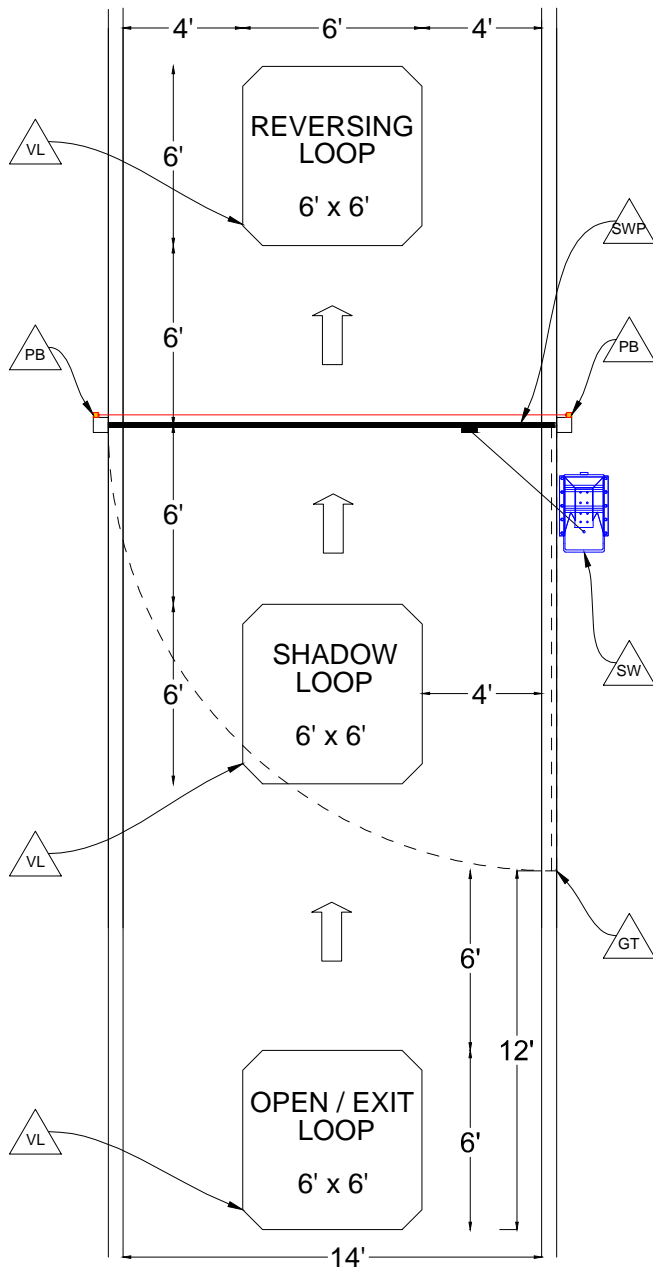 4'
6'
4'
REVERSING
LOOP
6' x 6'
VL
6'
SWP
6'
PB
PB
6'
SHADOW
LOOP
6' x 6'
6'
4'
SW
VL
GT
6'
12'
OPEN / EXIT
LOOP
6' x 6'
VL
6'
14'